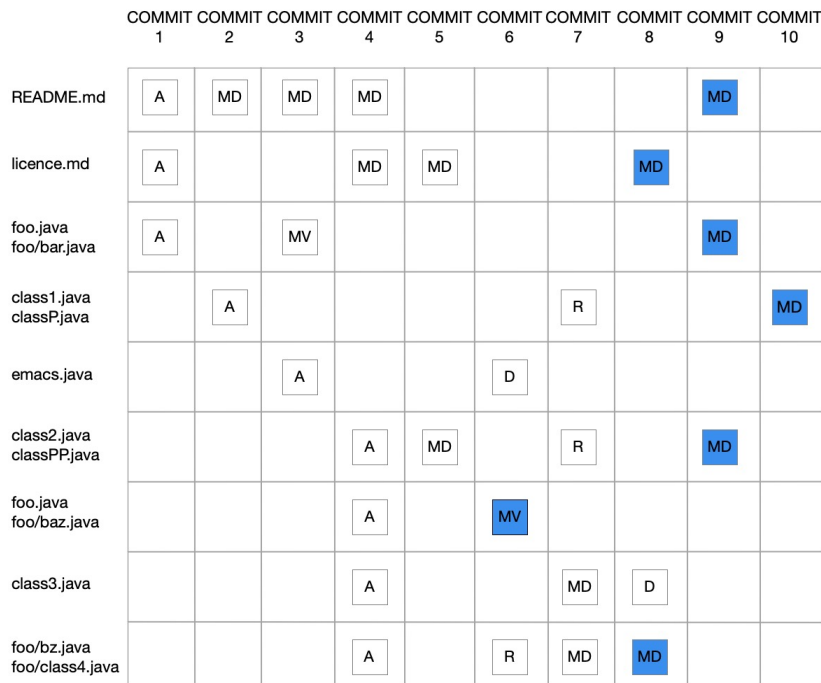 COMMIT COMMIT COMMIT COMMIT COMMIT COMMIT COMMIT COMMIT COMMIT COMMIT
1 2 3 4 5 6 7 8 9 10
README.md A MD MD MD MD
licence.md A MD MD MD
foo.java
foo/bar.java A MV MD
class1.java
classP.java A R MD
emacs.java A D
class2.java
classPP.java A MD R MD
foo.java
foo/baz.java A MV
class3.java A MD D
foo/bz.java
foo/class4.java A R MD MD